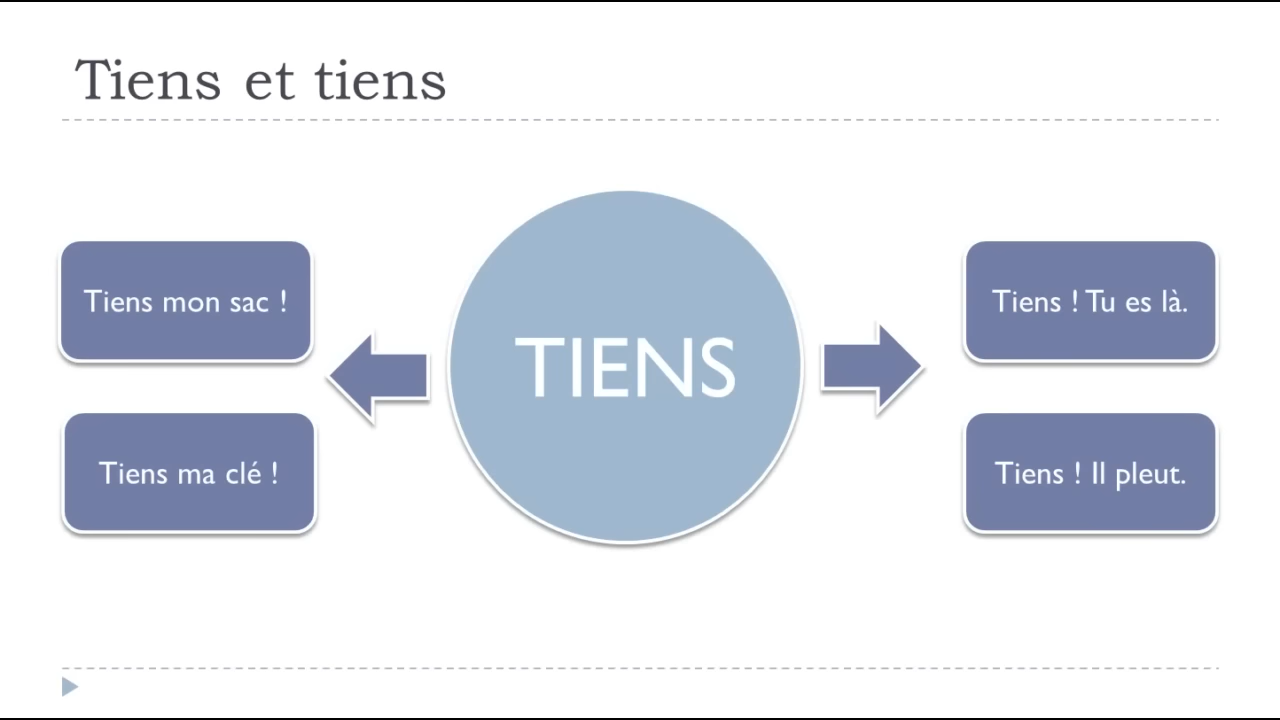 Tiens et tiens
Tiens mon sac !
Tiens ma clé !
TIENS
Tiens ! Tu es là.
Tiens ! Il pleut.